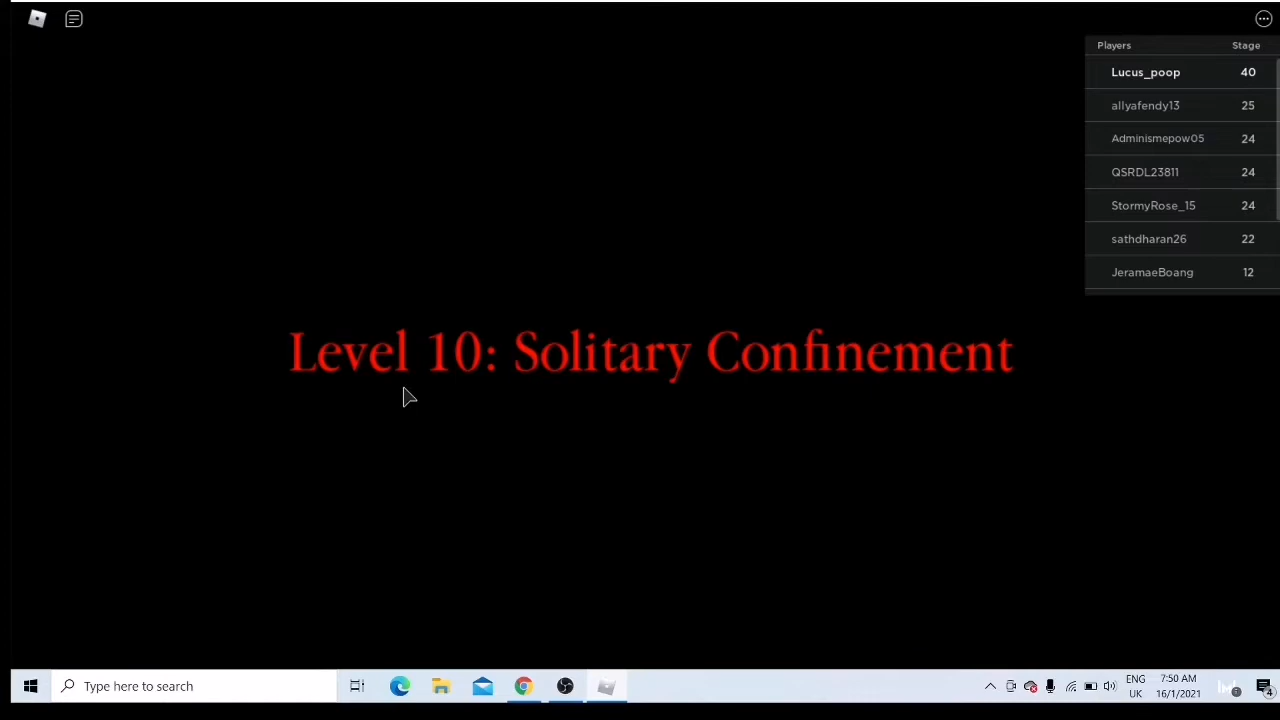 Players Stage
Lucus_poop 40
allyafendy13 25
Adminismepow05 24
QSRDL23811 24
StormyRose_15 24
sathdharan26 22
JeramaeBoang 12
Level 10: Solitary Confinement
Type here to search
ENG 7:50 AM
UK 16/1/2021
4